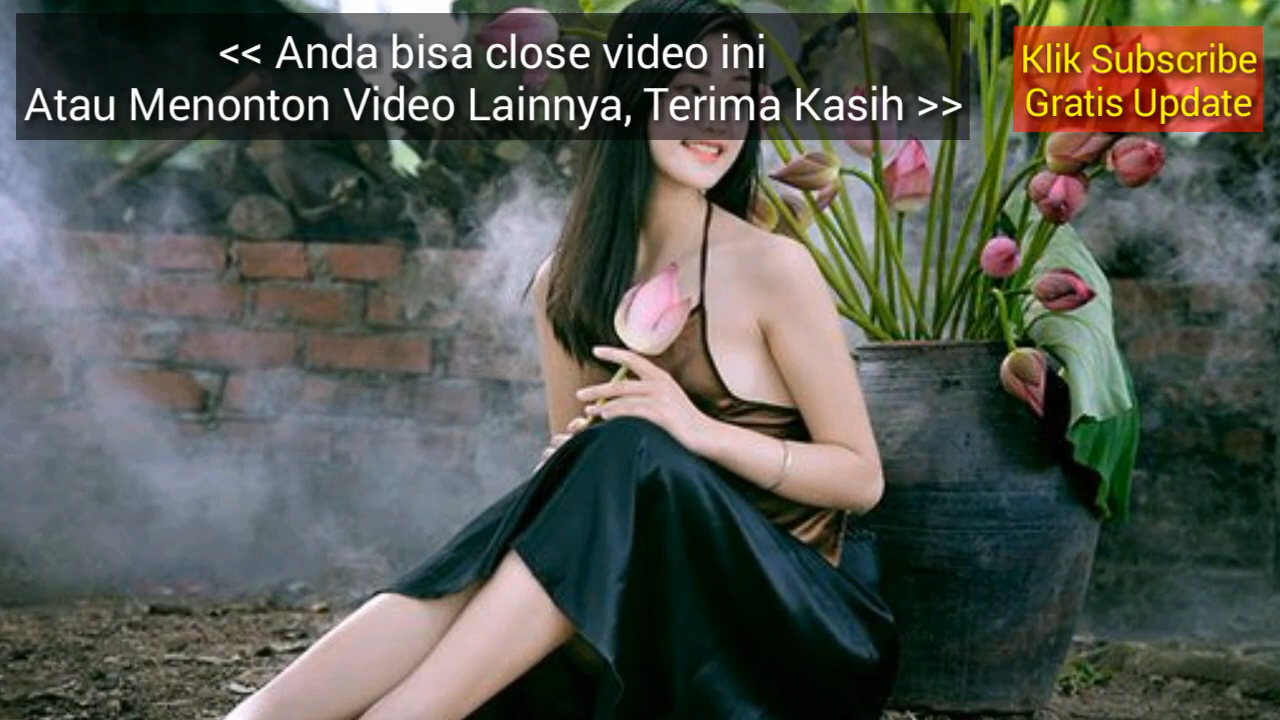 << Anda bisa close video ini
Atau Menonton Video Lainnya, Terima Kasih >>
Klik Subscribe
Gratis Update